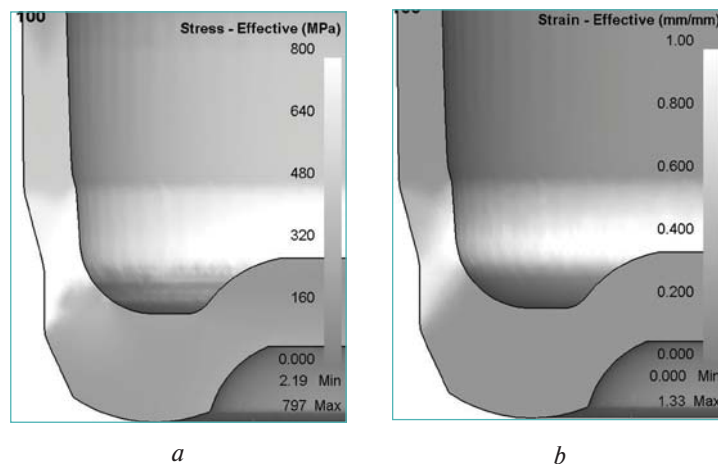 100
Stress - Effective (MPa)
800
640
480
320
160
0.000
2.19 Min
797 Max
a
Strain - Effective (mm/mm)
1.00
0.800
0.600
0.400
0.200
0.000
0.000 Min
1.33 Max
b